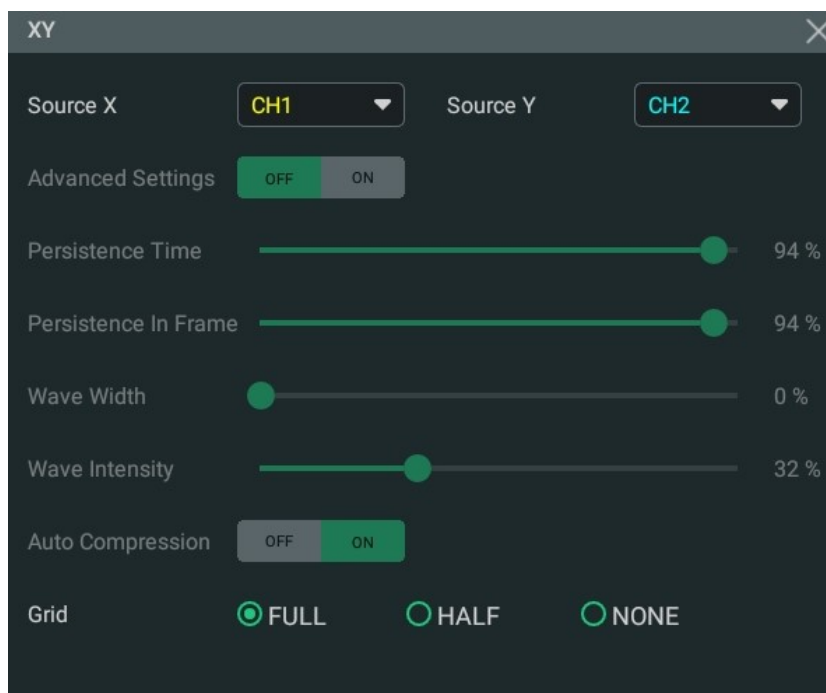 XY
Source X CH1 Source Y CH2
Advanced Settings OFF ON
Persistence Time 94 %
Persistence In Frame 94 %
Wave Width 0 %
Wave Intensity 32 %
Auto Compression OFF ON
Grid FULL HALF NONE